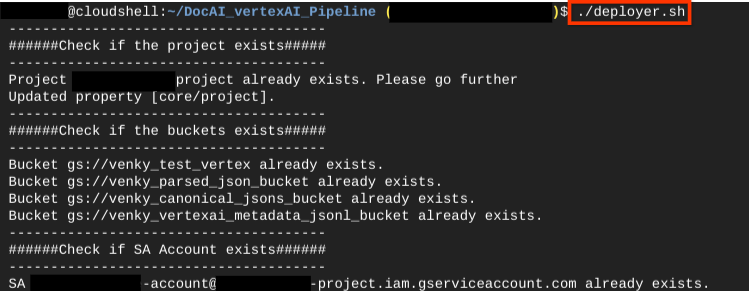 @cloudshell:~/DocAI_vertexAI_Pipeline ( )$ ./deployer.sh
--------------------------------------
######Check if the project exists#####
--------------------------------------
Project project already exists. Please go further
Updated property [core/project].
--------------------------------------
######Check if the buckets exists#####
--------------------------------------
Bucket gs://venky_test_vertex already exists.
Bucket gs://venky_parsed_json_bucket already exists.
Bucket gs://venky_canonical_jsons_bucket already exists.
Bucket gs://venky_vertexai_metadata_jsonl_bucket already exists.
--------------------------------------
######Check if SA Account exists######
--------------------------------------
SA -account@ -project.iam.gserviceaccount.com already exists.